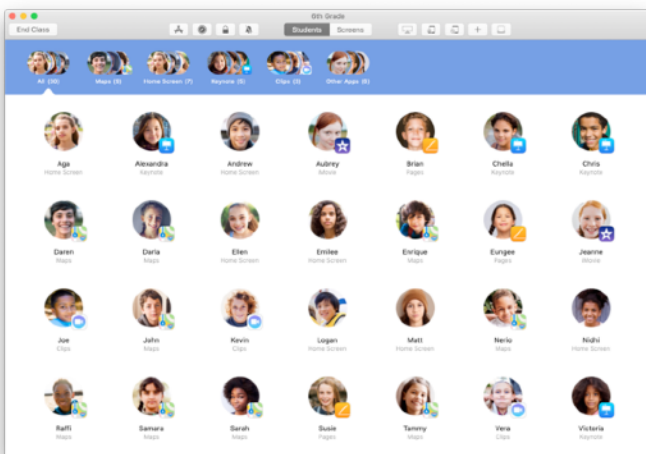 6th Grade
End Class
Students Screens
All (30) Maps (9) Home Screen (7) Keynote (5) Clips (3) Other Apps (6)
Aga Alexandra Andrew Aubrey Brian Chella Chris
Home Screen Keynote Home Screen iMovie Pages Keynote Keynote
Daren Darla Ellen Emilee Enrique Eungee Jeanne
Maps Maps Home Screen Home Screen Maps Pages iMovie
Joe John Kevin Logan Matt Nerio Nidhi
Clips Maps Clips Home Screen Home Screen Maps Home Screen
Raffi Samara Sarah Susie Tammy Vera Victoria
Maps Maps Maps Pages Maps Clips Keynote